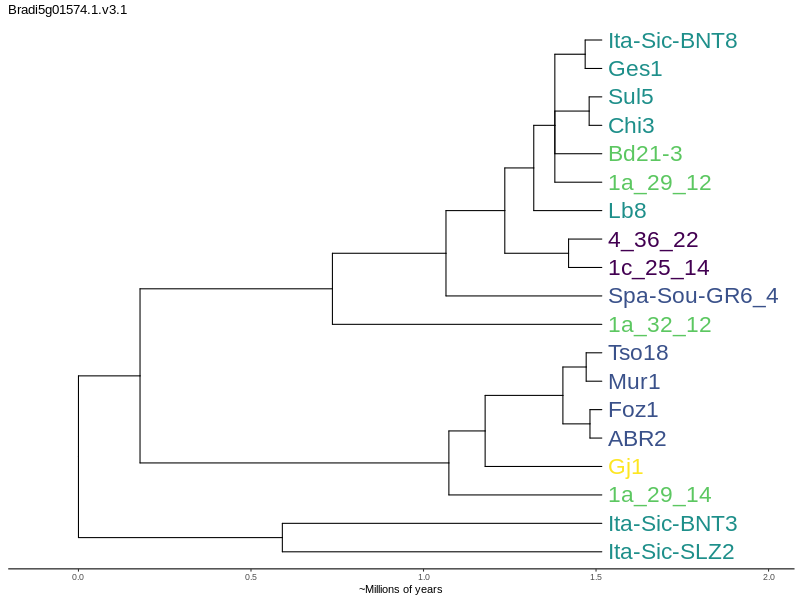 Bradi5g01574.1.v3.1
Ita-Sic-BNT8
Ges1
Sul5
Chi3
Bd21-3
1a_29_12
Lb8
4_36_22
1c_25_14
Spa-Sou-GR6_4
1a_32_12
Tso18
Mur1
Foz1
ABR2
Gj1
1a_29_14
Ita-Sic-BNT3
Ita-Sic-SLZ2
0.0 0.5 1.0 1.5 2.0
~Millions of years